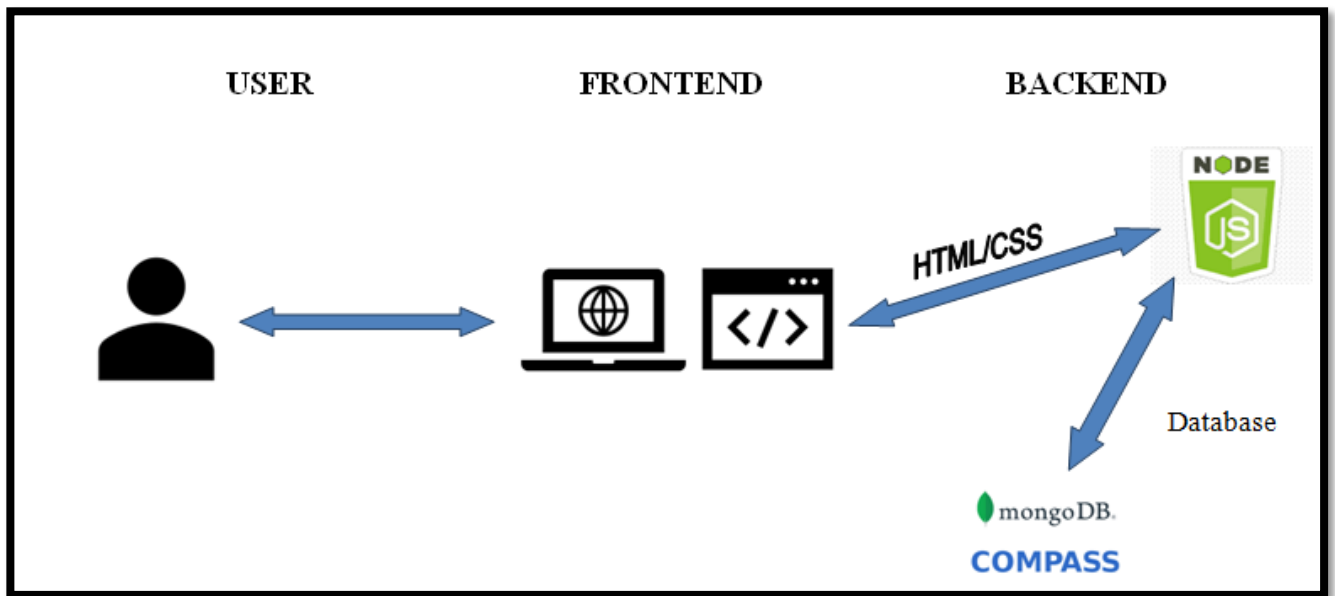 USER
FRONTEND
BACKEND
NODE
JS
HTML/CSS
</>
Database
mongoDB.
COMPASS